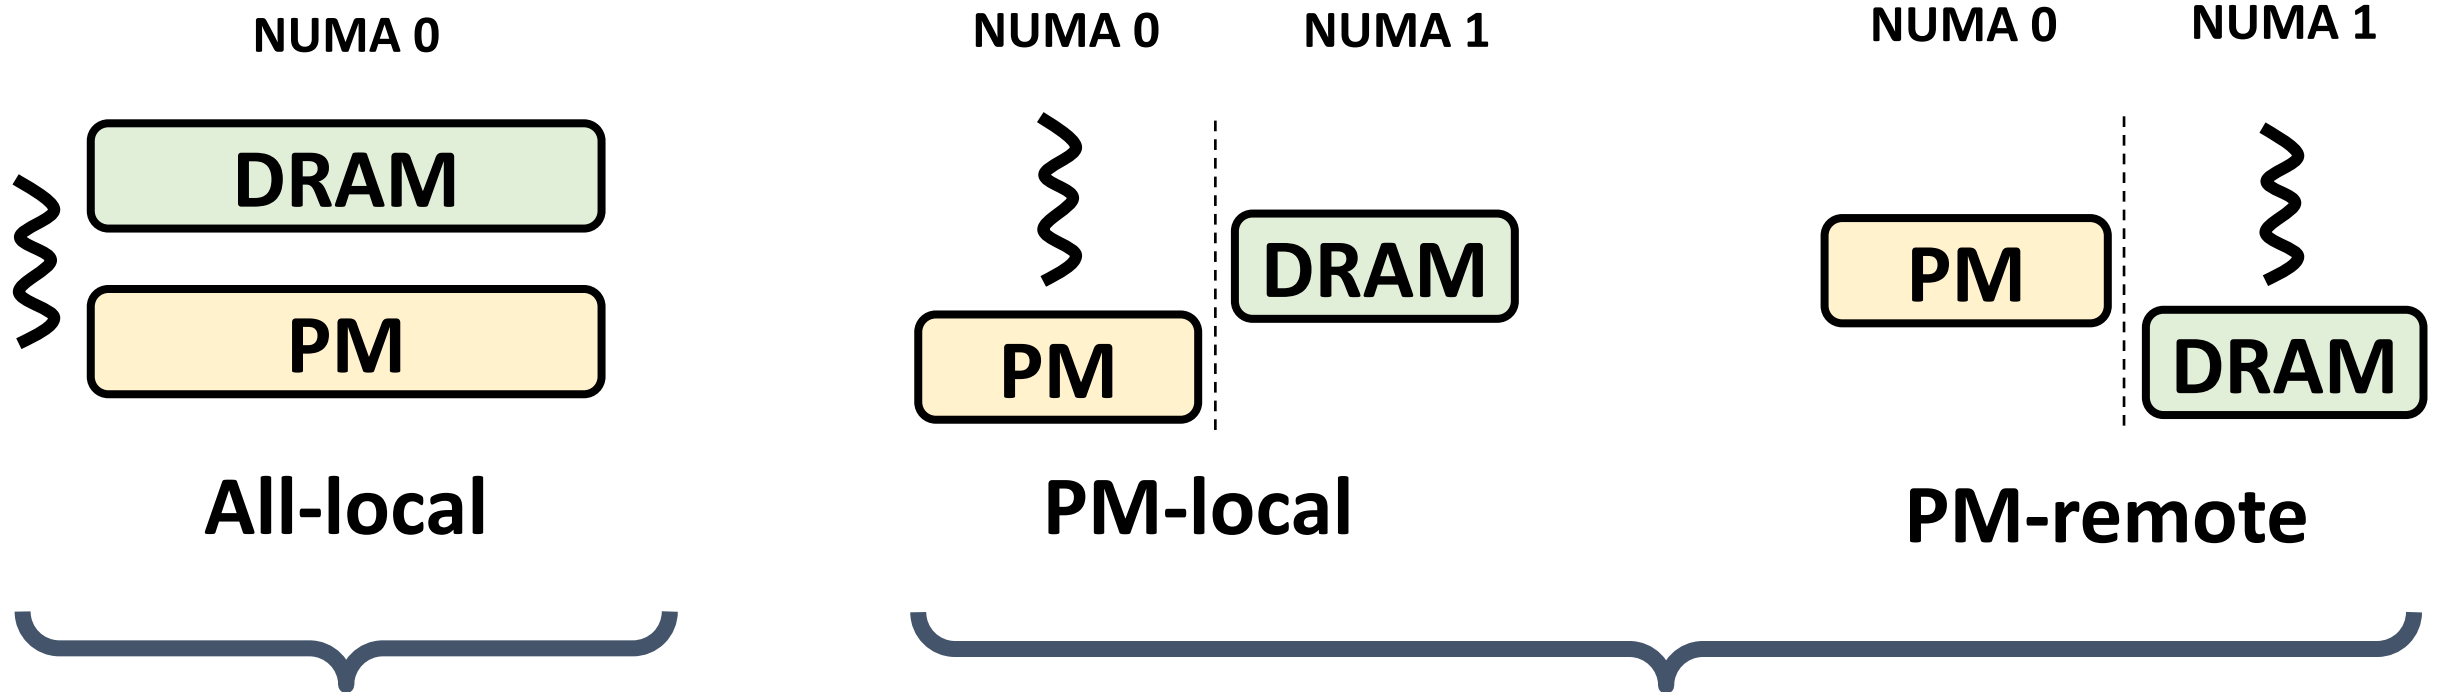 NUMA 0
DRAM
PM
All-local
NUMA 0
NUMA 1
DRAM
PM
PM-local
NUMA 0
NUMA 1
PM
DRAM
PM-remote